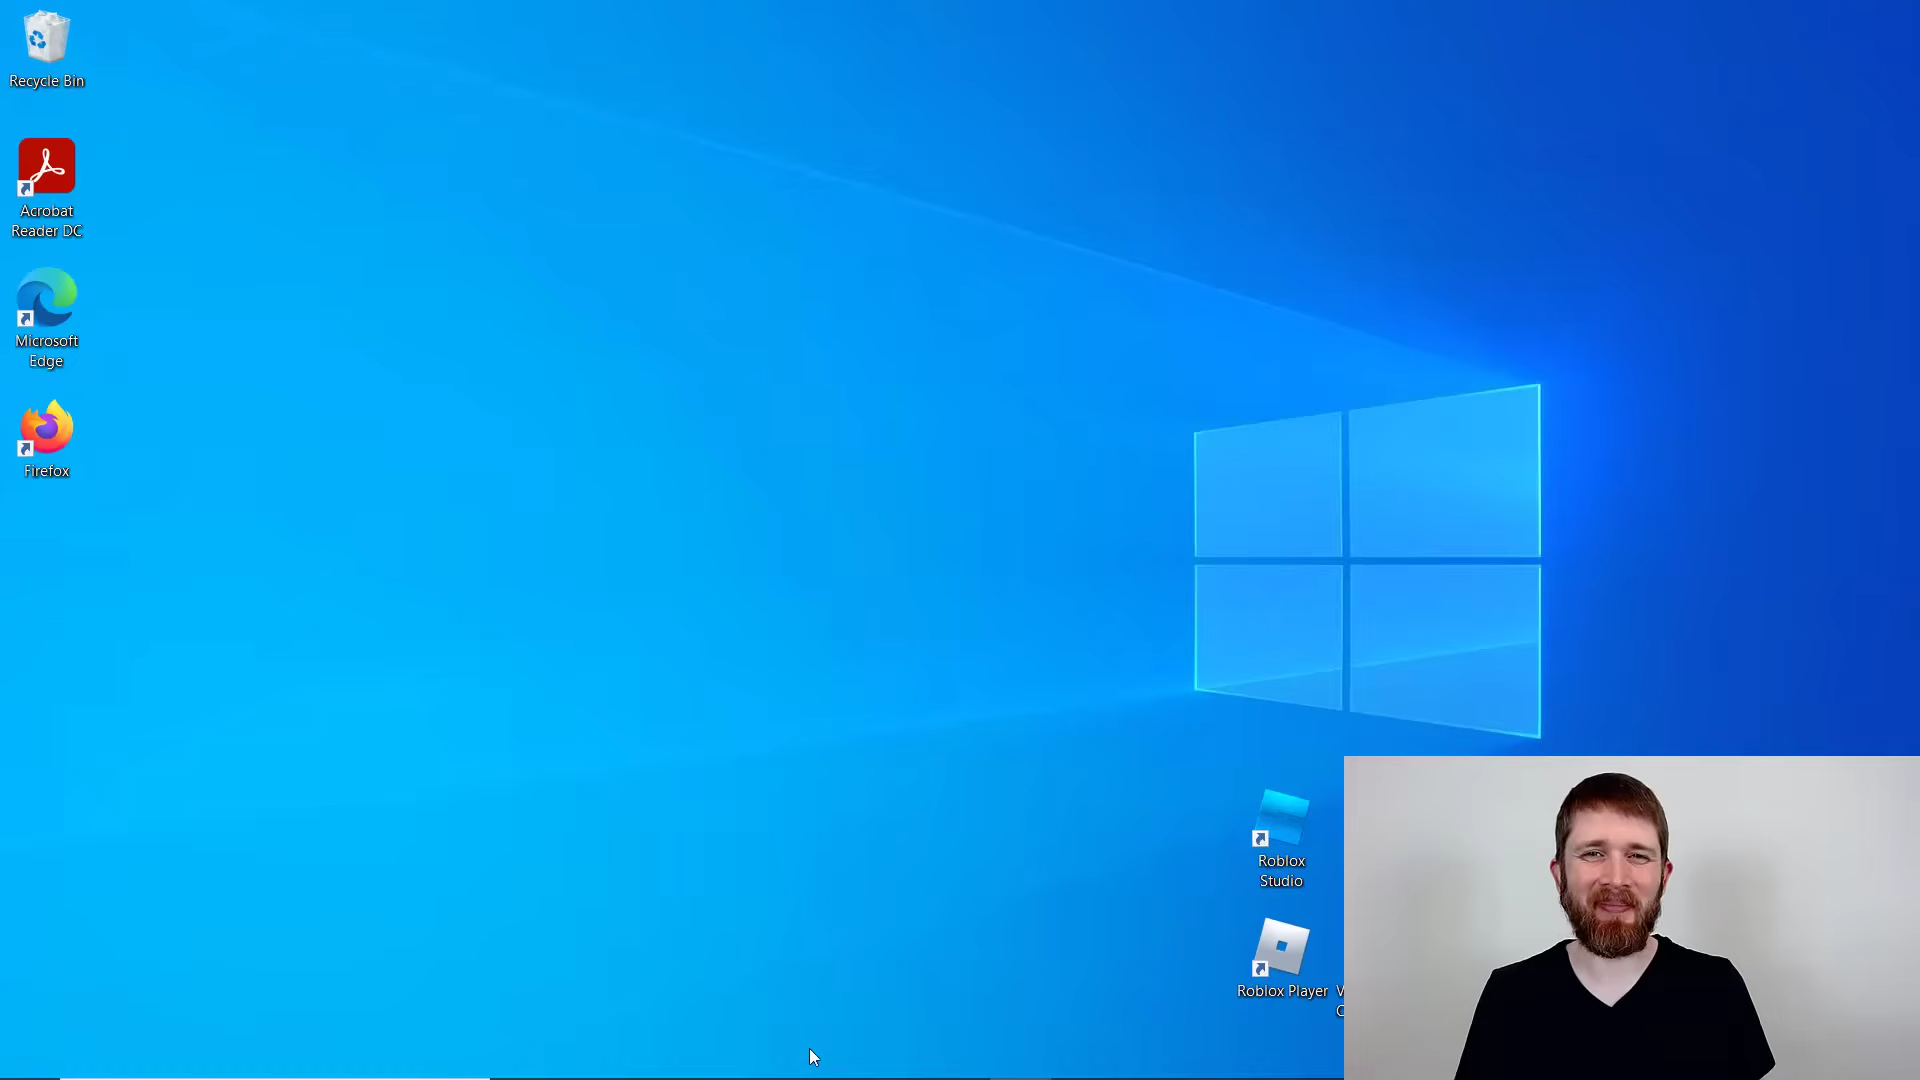 Recycle Bin
Acrobat
Reader DC
Microsoft
Edge
Firefox
Roblox
Studio
Roblox Player
V
C